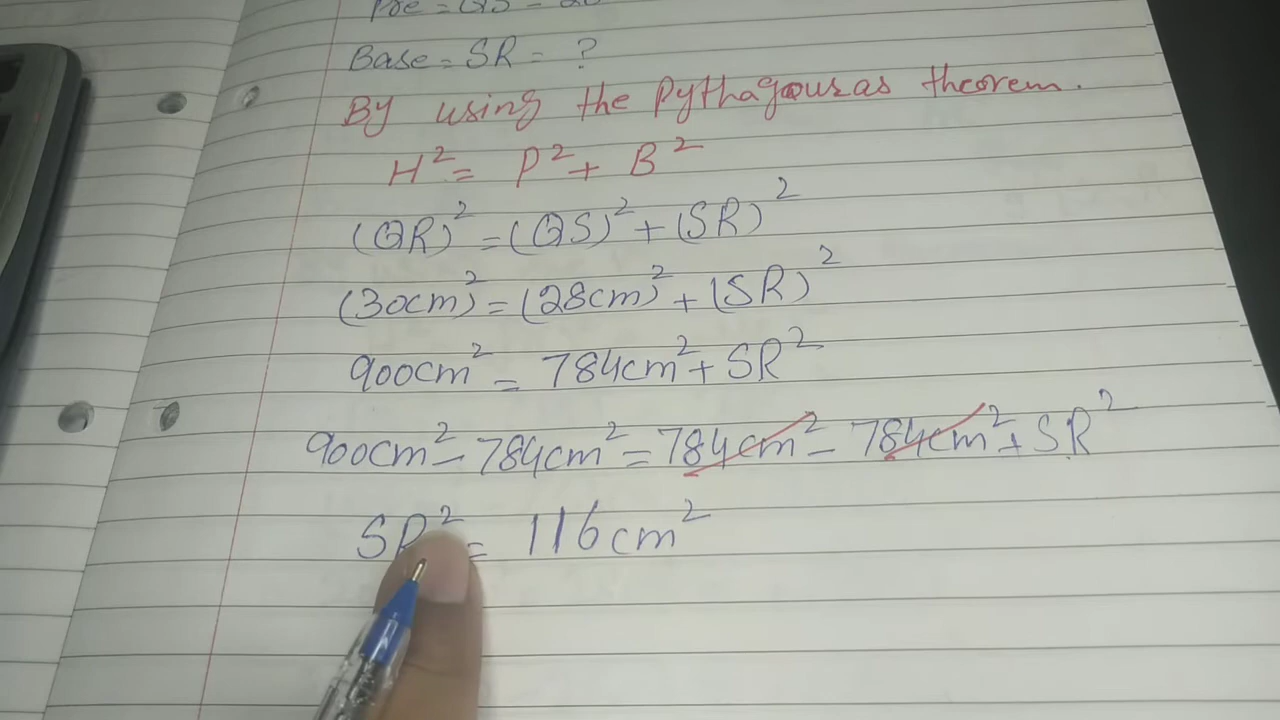 Base = SR = ?
By using the Pythagouras theorem.
H² = P² + B²
(QR)² = (QS)² + (SR)²
(30cm)² = (28cm)² + (SR)²
900cm² = 784cm² + SR²
900cm² - 784cm² = 784cm² - 784cm² + SR²
SR² = 116cm²